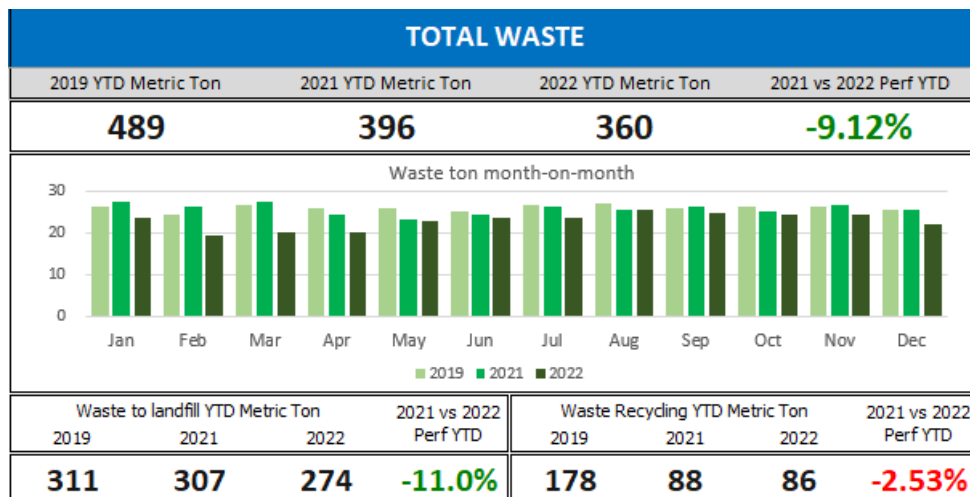 TOTAL WASTE
2019 YTD Metric Ton 2021 YTD Metric Ton 2022 YTD Metric Ton 2021 vs 2022 Perf YTD
489 396 360 -9.12%
Waste ton month-on-month
30
20
10
0
Jan Feb Mar Apr May Jun Jul Aug Sep Oct Nov Dec
2019 2021 2022
Waste to landfill YTD Metric Ton 2021 vs 2022 Waste Recycling YTD Metric Ton 2021 vs 2022
2019 2021 2022 Perf YTD 2019 2021 2022 Perf YTD
311 307 274 -11.0% 178 88 86 -2.53%